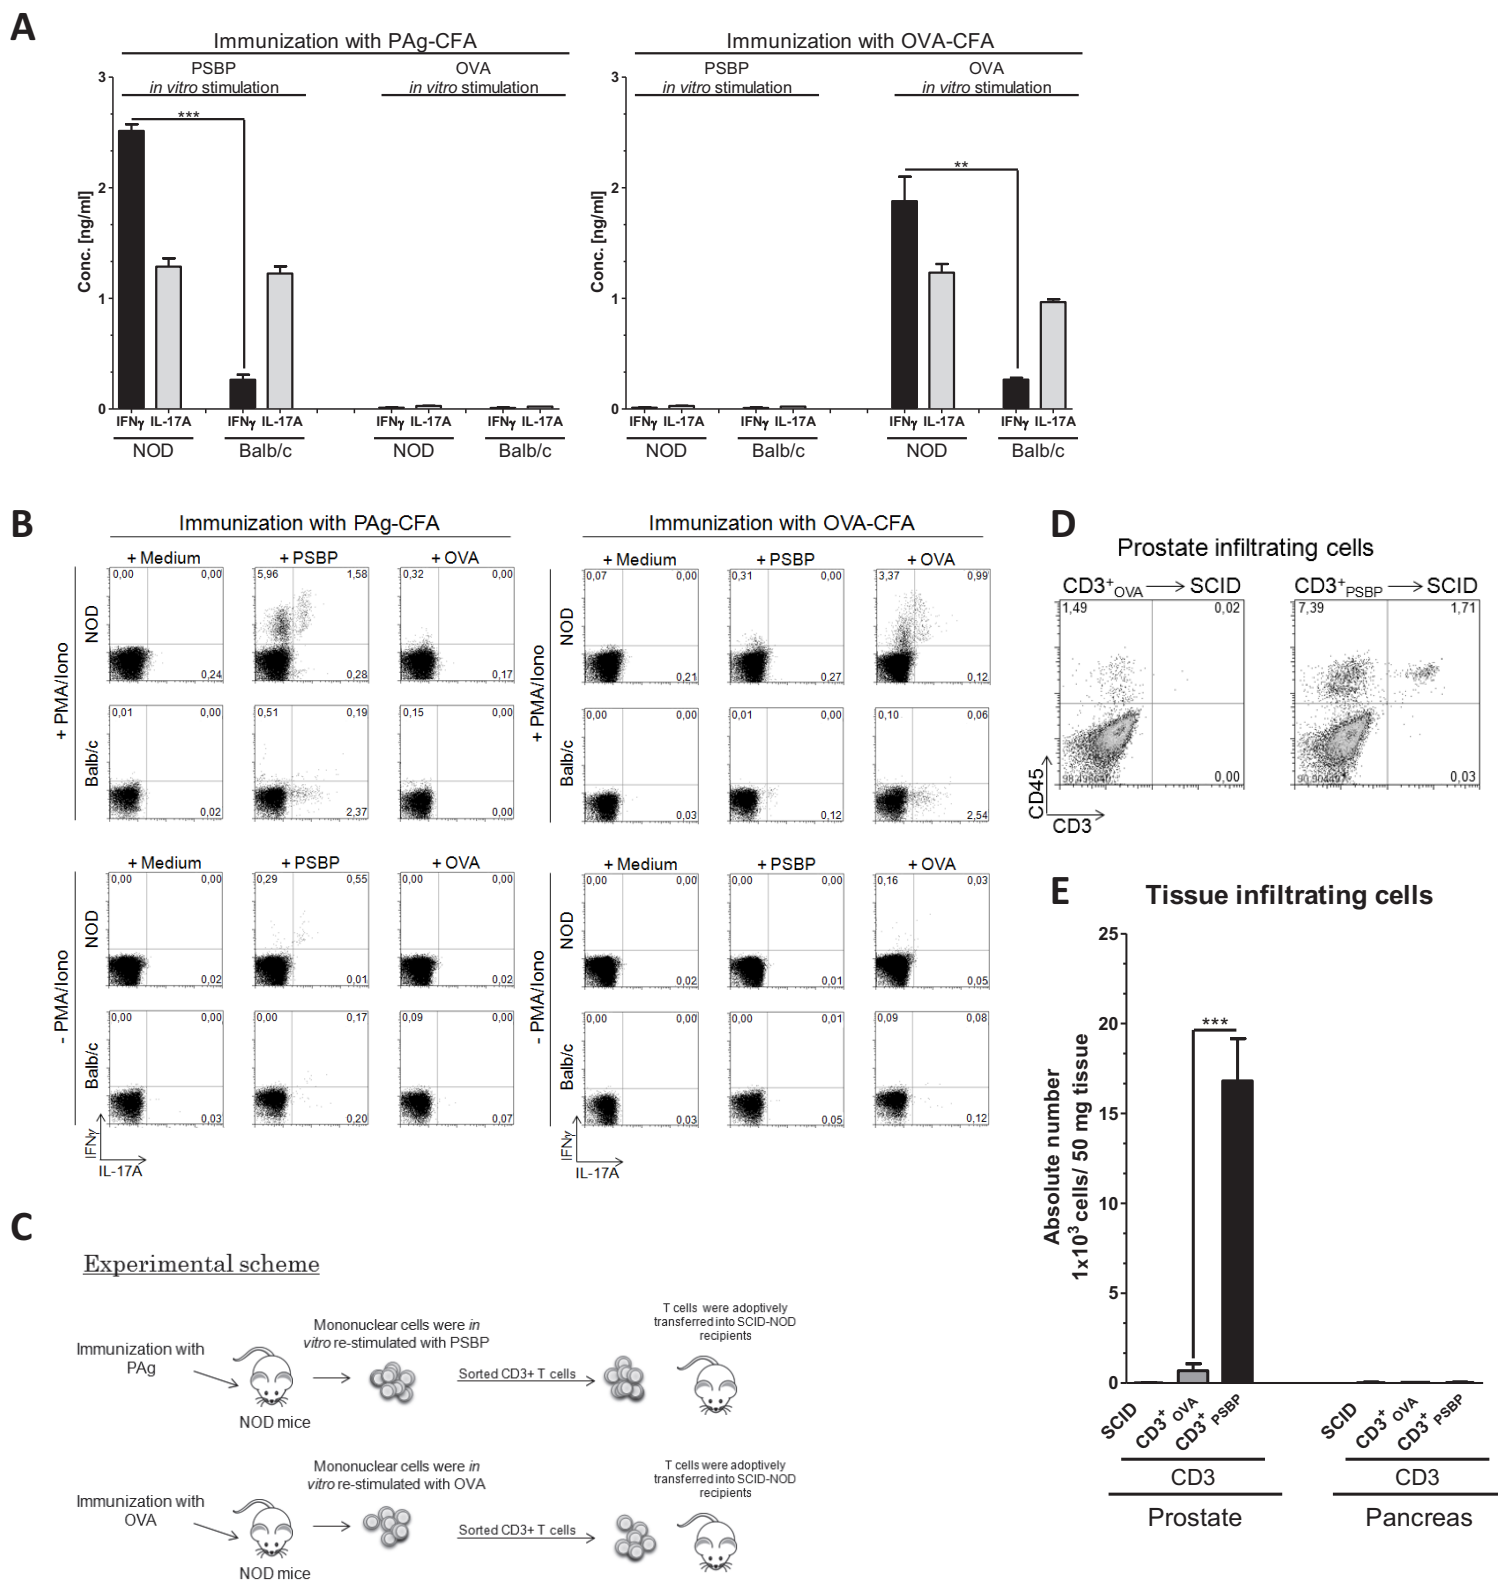 A
Immunization with PAg-CFA
Immunization with OVA-CFA
PSBP
in vitro stimulation
OVA
in vitro stimulation
PSBP
in vitro stimulation
OVA
in vitro stimulation
Conc. [ng/ml]
3
2
1
0
***
IFNγ IL-17A
IFNγ IL-17A
IFNγ IL-17A
IFNγ IL-17A
NOD
Balb/c
NOD
Balb/c
Conc. [ng/ml]
3
2
1
0
**
IFNγ IL-17A
IFNγ IL-17A
IFNγ IL-17A
IFNγ IL-17A
NOD
Balb/c
NOD
Balb/c
B
Immunization with PAg-CFA
Immunization with OVA-CFA
+ Medium
+ PSBP
+ OVA
+ Medium
+ PSBP
+ OVA
+ PMA/Iono
NOD
0,00 0,00
0,24
5,96 1,58
0,28
0,32 0,00
0,17
+ PMA/Iono
NOD
0,07 0,00
0,21
0,31 0,00
0,27
3,37 0,99
0,12
Balb/c
0,01 0,00
0,02
0,51 0,19
2,37
0,15 0,00
0,00
Balb/c
0,00 0,00
0,03
0,01 0,00
0,12
0,10 0,06
2,54
+ Medium
+ PSBP
+ OVA
+ Medium
+ PSBP
+ OVA
- PMA/Iono
NOD
0,00 0,00
0,02
0,29 0,55
0,01
0,00 0,00
0,02
- PMA/Iono
NOD
0,00 0,00
0,02
0,00 0,00
0,01
0,16 0,03
0,05
Balb/c
0,00 0,00
0,03
0,00 0,17
0,20
0,09 0,00
0,07
Balb/c
0,00 0,00
0,03
0,00 0,01
0,05
0,09 0,08
0,12
IFNγ
IL-17A
IFNγ
IL-17A
C
Experimental scheme
Immunization with
PAg
NOD mice
Mononuclear cells were in
vitro re-stimulated with PSBP
Sorted CD3+ T cells
T cells were adoptively
transferred into SCID-NOD
recipients
Immunization with
OVA
NOD mice
Mononuclear cells were in
vitro re-stimulated with OVA
Sorted CD3+ T cells
T cells were adoptively
transferred into SCID-NOD
recipients
D
Prostate infiltrating cells
CD3+OVA → SCID
CD3+PSBP → SCID
1,49 0,02
0,00
7,39 1,71
0,03
CD45
CD3
E
Tissue infiltrating cells
Absolute number
1x10³ cells/ 50 mg tissue
25
20
15
10
5
0
***
SCID
CD3+ OVA
CD3+ PSBP
SCID
CD3+ OVA
CD3+ PSBP
CD3
CD3
Prostate
Pancreas